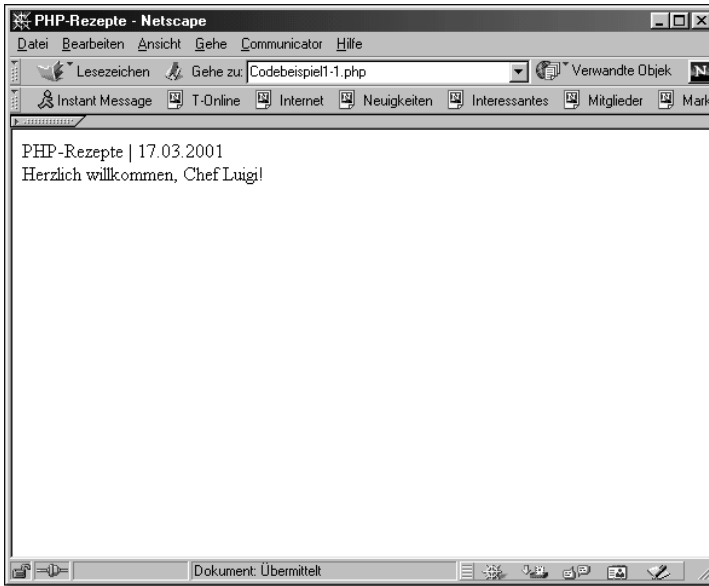 PHP-Rezepte - Netscape
Datei Bearbeiten Ansicht Gehe Communicator Hilfe
Lesezeichen Gehe zu: Codebeispiel1-1.php Verwandte Objek N
Instant Message T-Online Internet Neuigkeiten Interessantes Mitglieder Mark
PHP-Rezepte | 17.03.2001
Herzlich willkommen, Chef Luigi!
Dokument: Übermittelt